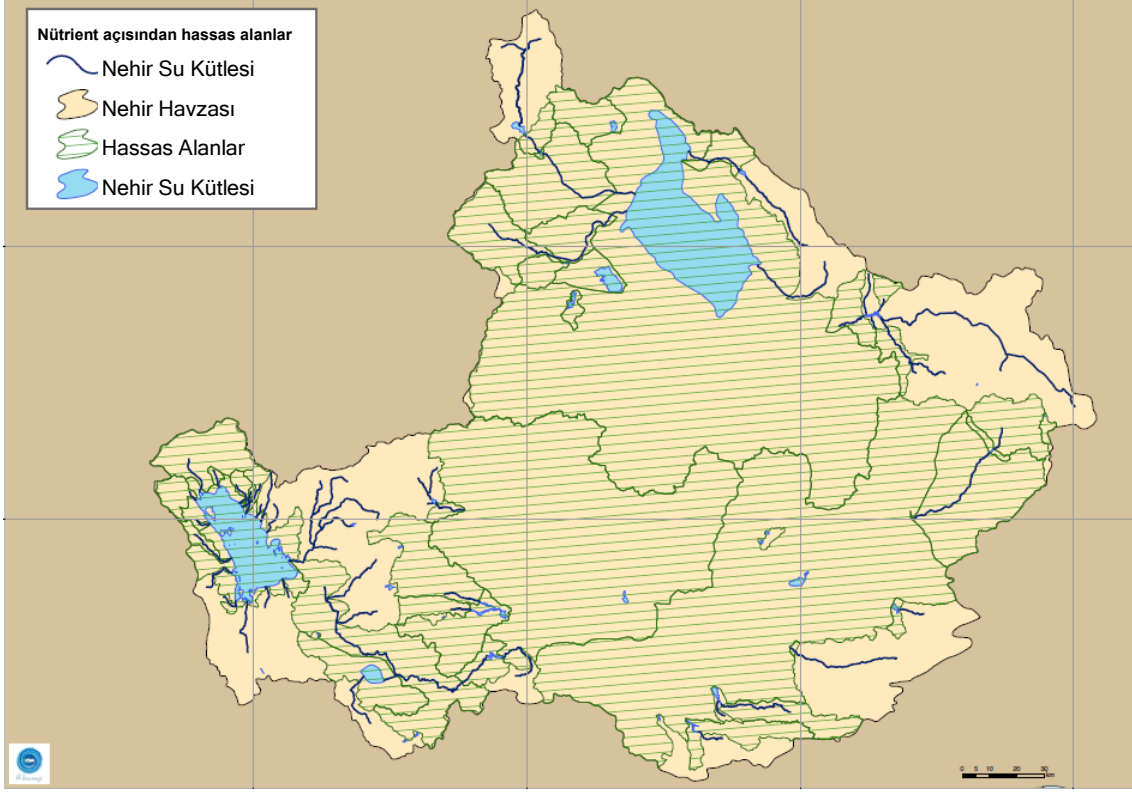 Nütrient açısından hassas alanlar
Nehir Su Kütlesi
Nehir Havzası
Hassas Alanlar
Nehir Su Kütlesi
0 5 10 20 30
km